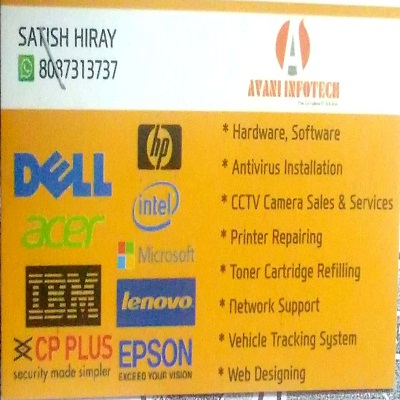 SATISH HIRAY
8087313737
AVANI INFOTECH
DELL
hp
acer
intel
Microsoft
IBM
lenovo
CP PLUS
security made simpler
EPSON
EXCEED YOUR VISION
* Hardware, Software
* Antivirus Installation
* CCTV Camera Sales & Services
* Printer Repairing
* Toner Cartridge Refilling
* Network Support
* Vehicle Tracking System
* Web Designing